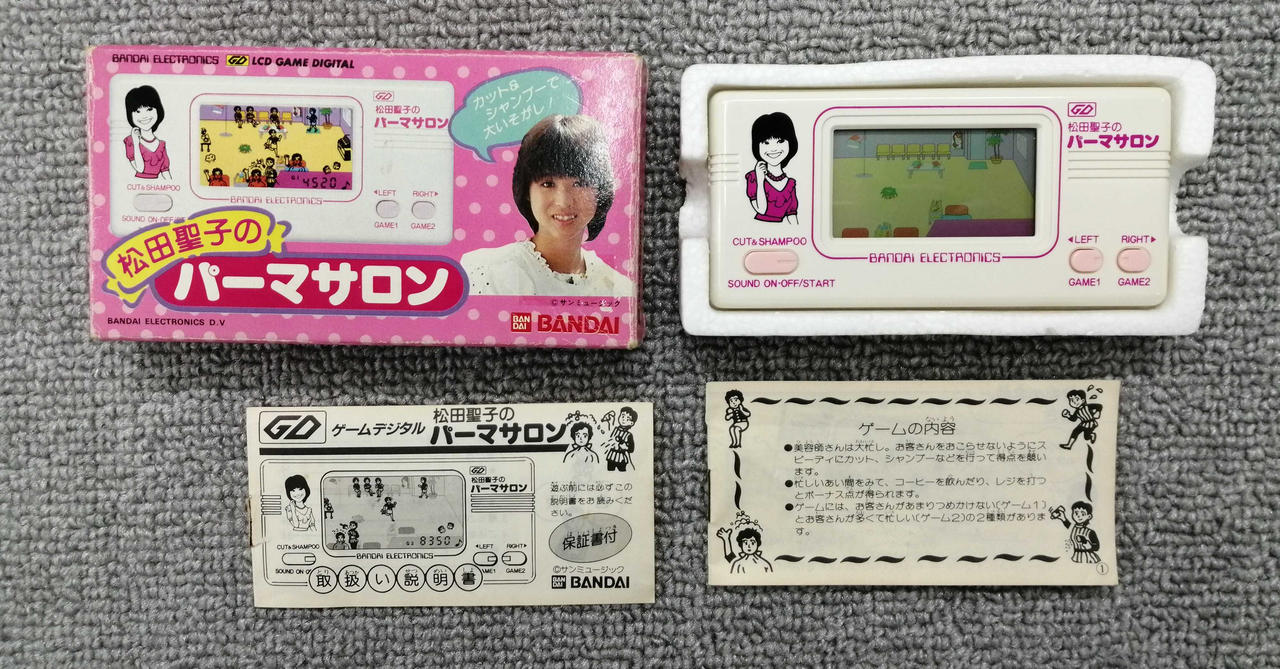 BANDAI ELECTRONICS GD LCD GAME DIGITAL
カット&
シャンプーで
大いそがし!
GD
松田聖子の
パーマサロン
G1 4520
CUT&SHAMPOO
BANDAI ELECTRONICS
SOUND ON-OFF/
◀LEFT RIGHT▶
GAME1 GAME2
松田聖子の
パーマサロン
©サンミュージック
BANDAI ELECTRONICS D.V
BAN
DAI BANDAI
GD
松田聖子の
パーマサロン
CUT&SHAMPOO
◀LEFT RIGHT▶
BANDAI ELECTRONICS
SOUND ON-OFF/START
GAME1 GAME2
GD ゲームデジタル 松田聖子の
パーマサロン
GD
松田聖子の
パーマサロン
遊ぶ前には必ずこの
説明書をお読みくだ
さい。
保証書付
G2 8350
CUT&SHAMPOO
BANDAI ELECTRONICS
◀LEFT RIGHT▶
SOUND ON GAME1 GAME2
取扱い説明書
©サンミュージック
BAN
DAI BANDAI
ゲームの内容
●美容師さんは大忙し。お客さんをおこらせないようにス
ピーディにカット、シャンプーなどを行って得点を競い
ます。
●忙しいあい間をみて、コーヒーを飲んだり、レジを打つ
とボーナス点が得られます。
●ゲームには、お客さんがあまりつめかけない(ゲーム1)
とお客さんが多くて忙しい(ゲーム2)の2種類がありま
す。
①